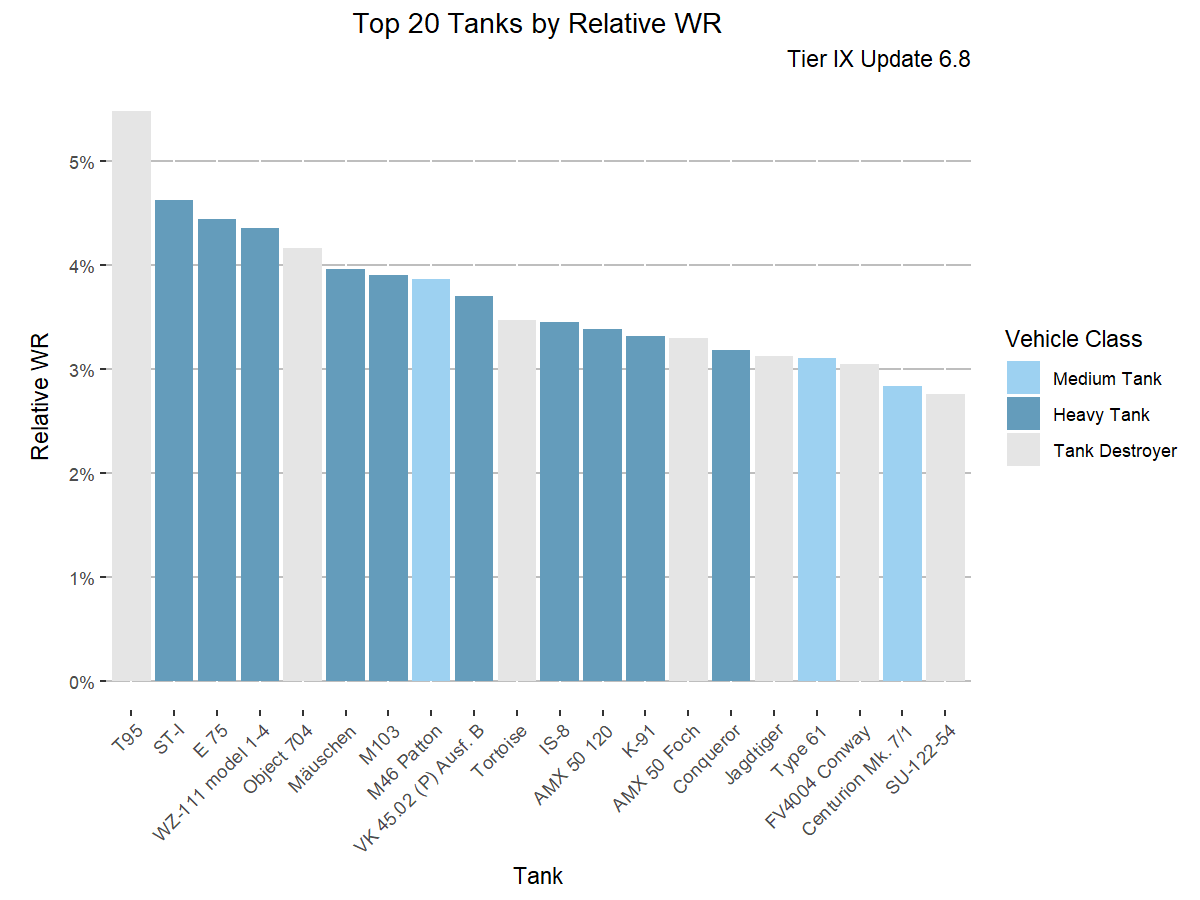 Top 20 Tanks by Relative WR
Tier IX Update 6.8
5%
4%
3%
2%
1%
0%
Relative WR
T95
ST-I
E 75
WZ-111 model 1-4
Object 704
Mäuschen
M103
M46 Patton
VK 45.02 (P) Ausf. B
Tortoise
IS-8
AMX 50 120
K-91
AMX 50 Foch
Conqueror
Jagdtiger
Type 61
FV4004 Conway
Centurion Mk. 7/1
SU-122-54
Tank
Vehicle Class
Medium Tank
Heavy Tank
Tank Destroyer